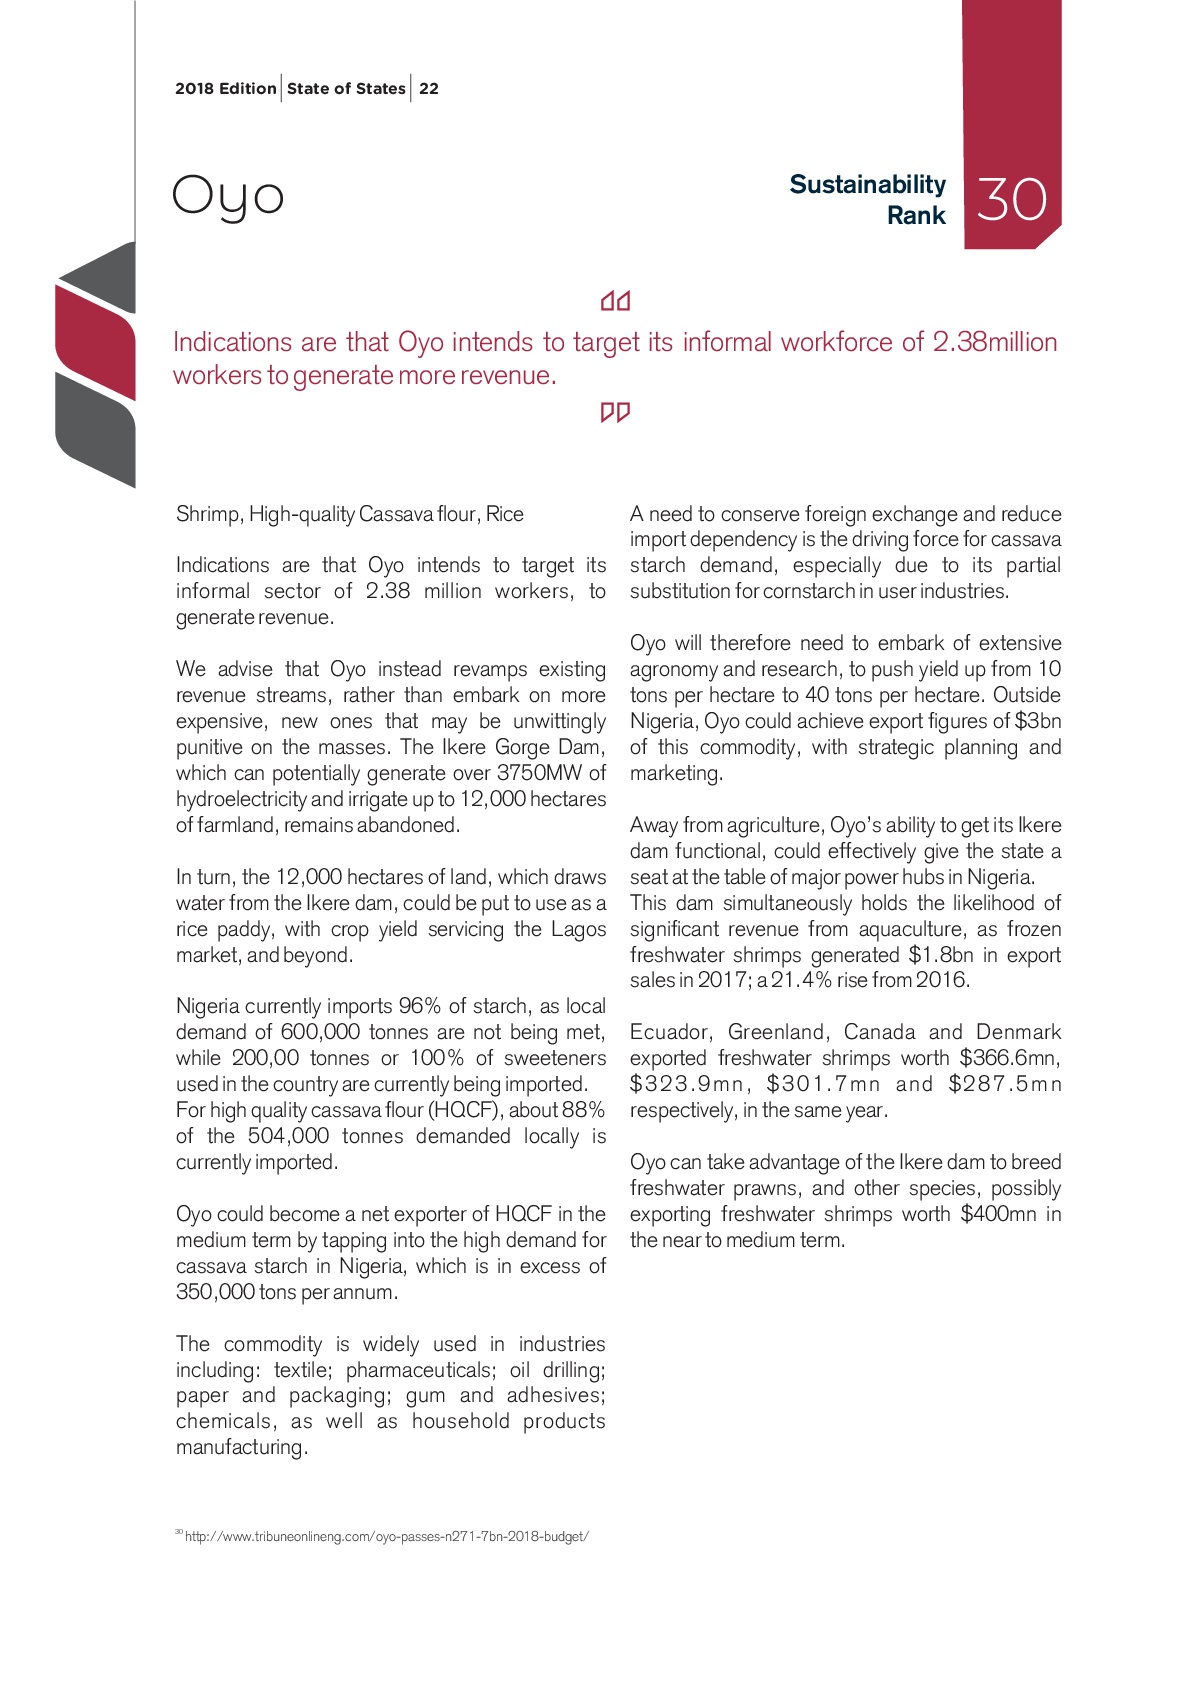 2018 Edition | State of States | 22
Oyo
Sustainability
Rank
30
Indications are that Oyo intends to target its informal workforce of 2.38million
workers to generate more revenue.
Shrimp, High-quality Cassava flour, Rice
Indications are that Oyo intends to target its
informal sector of 2.38 million workers, to
generate revenue.
We advise that Oyo instead revamps existing
revenue streams, rather than embark on more
expensive, new ones that may be unwittingly
punitive on the masses. The Ikere Gorge Dam,
which can potentially generate over 3750MW of
hydroelectricity and irrigate up to 12,000 hectares
of farmland, remains abandoned.
In turn, the 12,000 hectares of land, which draws
water from the Ikere dam, could be put to use as a
rice paddy, with crop yield servicing the Lagos
market, and beyond.
Nigeria currently imports 96% of starch, as local
demand of 600,000 tonnes are not being met,
while 200,00 tonnes or 100% of sweeteners
used in the country are currently being imported.
For high quality cassava flour (HQCF), about 88%
of the 504,000 tonnes demanded locally is
currently imported.
Oyo could become a net exporter of HQCF in the
medium term by tapping into the high demand for
cassava starch in Nigeria, which is in excess of
350,000 tons per annum.
The commodity is widely used in industries
including: textile; pharmaceuticals; oil drilling;
paper and packaging; gum and adhesives;
chemicals, as well as household products
manufacturing.
A need to conserve foreign exchange and reduce
import dependency is the driving force for cassava
starch demand, especially due to its partial
substitution for cornstarch in user industries.
Oyo will therefore need to embark of extensive
agronomy and research, to push yield up from 10
tons per hectare to 40 tons per hectare. Outside
Nigeria, Oyo could achieve export figures of $3bn
of this commodity, with strategic planning and
marketing.
Away from agriculture, Oyo's ability to get its Ikere
dam functional, could effectively give the state a
seat at the table of major power hubs in Nigeria.
This dam simultaneously holds the likelihood of
significant revenue from aquaculture, as frozen
freshwater shrimps generated $1.8bn in export
sales in 2017; a 21.4% rise from 2016.
Ecuador, Greenland, Canada and Denmark
exported freshwater shrimps worth $366.6mn,
$323.9mn, $301.7mn and $287.5mn
respectively, in the same year.
Oyo can take advantage of the Ikere dam to breed
freshwater prawns, and other species, possibly
exporting freshwater shrimps worth $400mn in
the near to medium term.
30 http://www.tribuneonlineng.com/oyo-passes-n271-7bn-2018-budget/